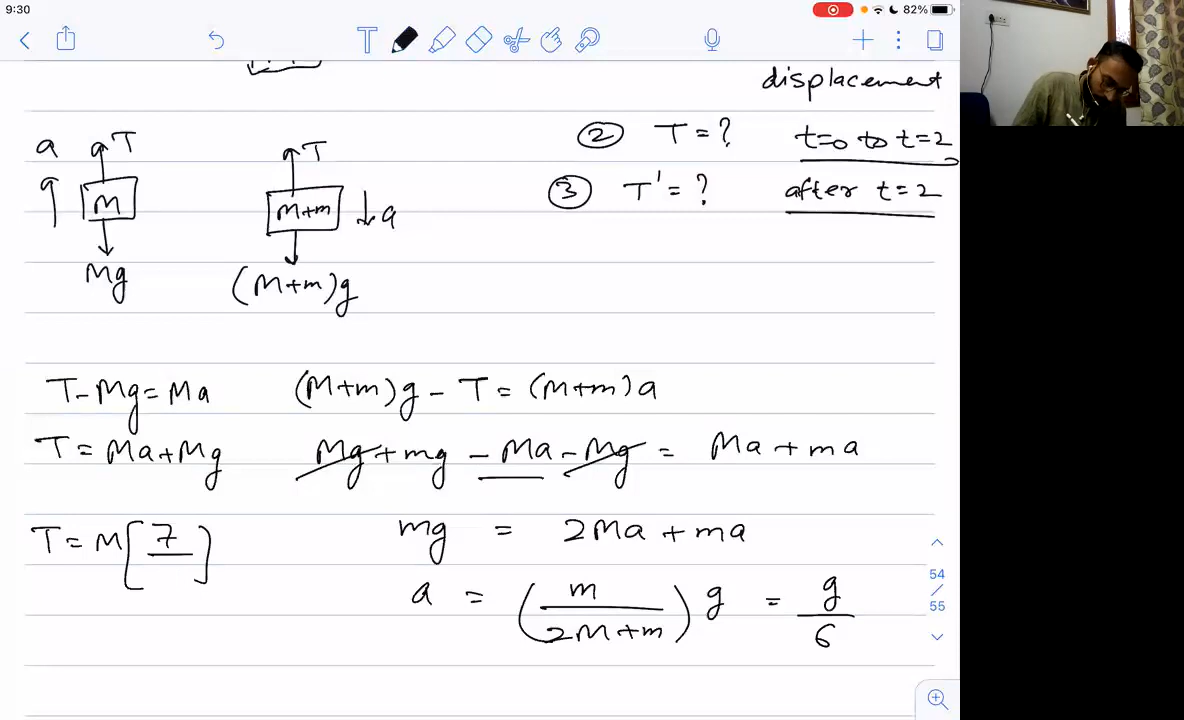 9:30
82%
T
displacement
a T T ② T = ? t=0 to t=2
M M+m a ③ T' = ? after t=2
Mg (M+m)g
T-Mg=Ma (M+m)g - T = (M+m)a
T = Ma+Mg Mg+mg - Ma - Mg = Ma + ma
T = M[7] mg = 2Ma + ma
a = (m/2M+m) g = g/6
54
/
55